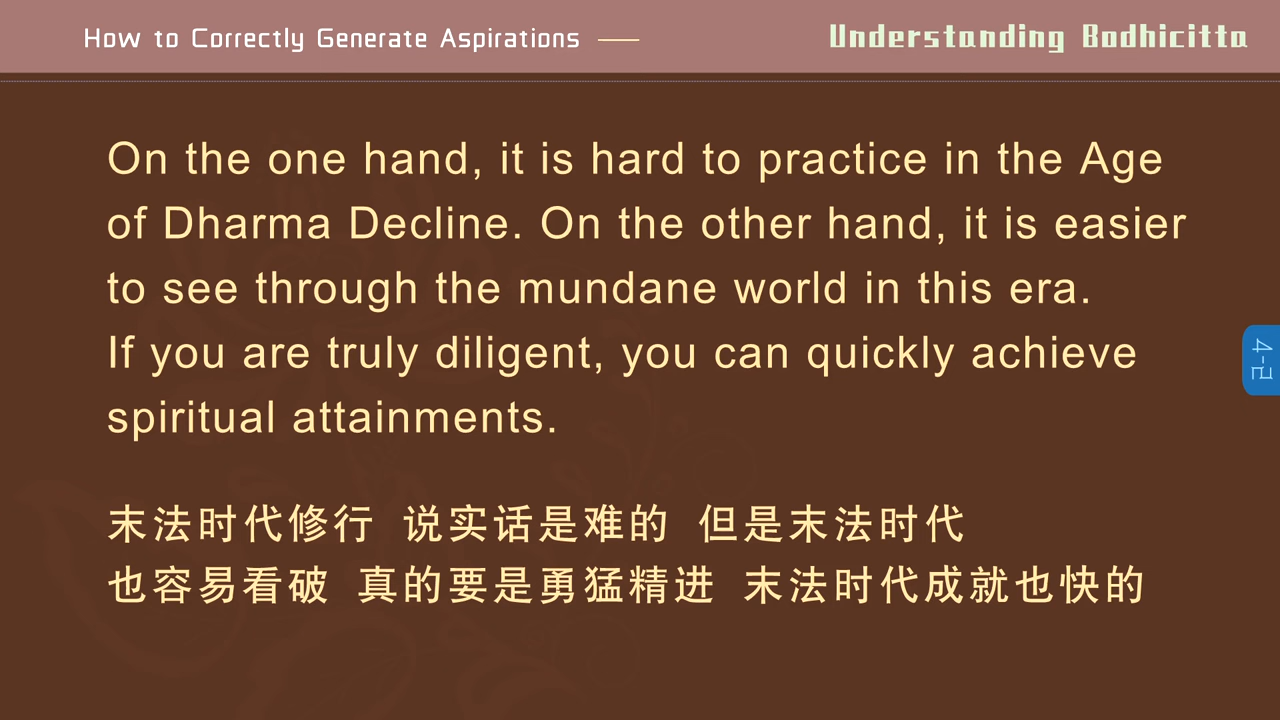 How to Correctly Generate Aspirations
Understanding Bodhicitta
On the one hand, it is hard to practice in the Age
of Dharma Decline. On the other hand, it is easier
to see through the mundane world in this era.
If you are truly diligent, you can quickly achieve
spiritual attainments.
4-2
末法时代修行 说实话是难的 但是末法时代
也容易看破 真的要是勇猛精进 末法时代成就也快的